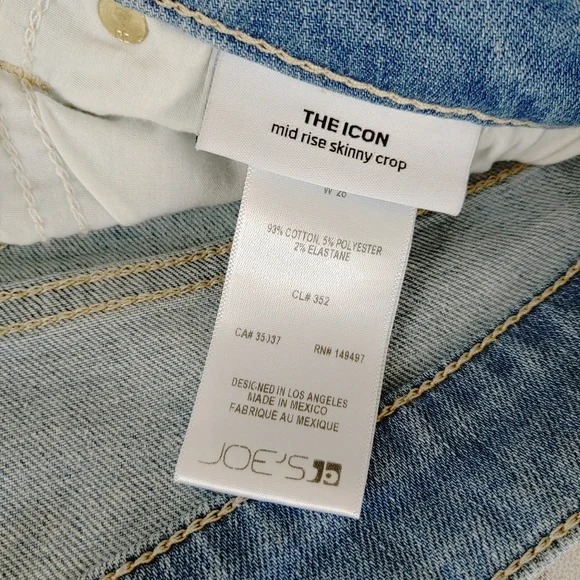 THE ICON
mid rise skinny crop
W 26
93% COTTON, 5% POLYESTER
2% ELASTANE
CL# 352
CA# 35037 RN# 149497
DESIGNED IN LOS ANGELES
MADE IN MEXICO
FABRIQUE AU MEXIQUE
JOE'S